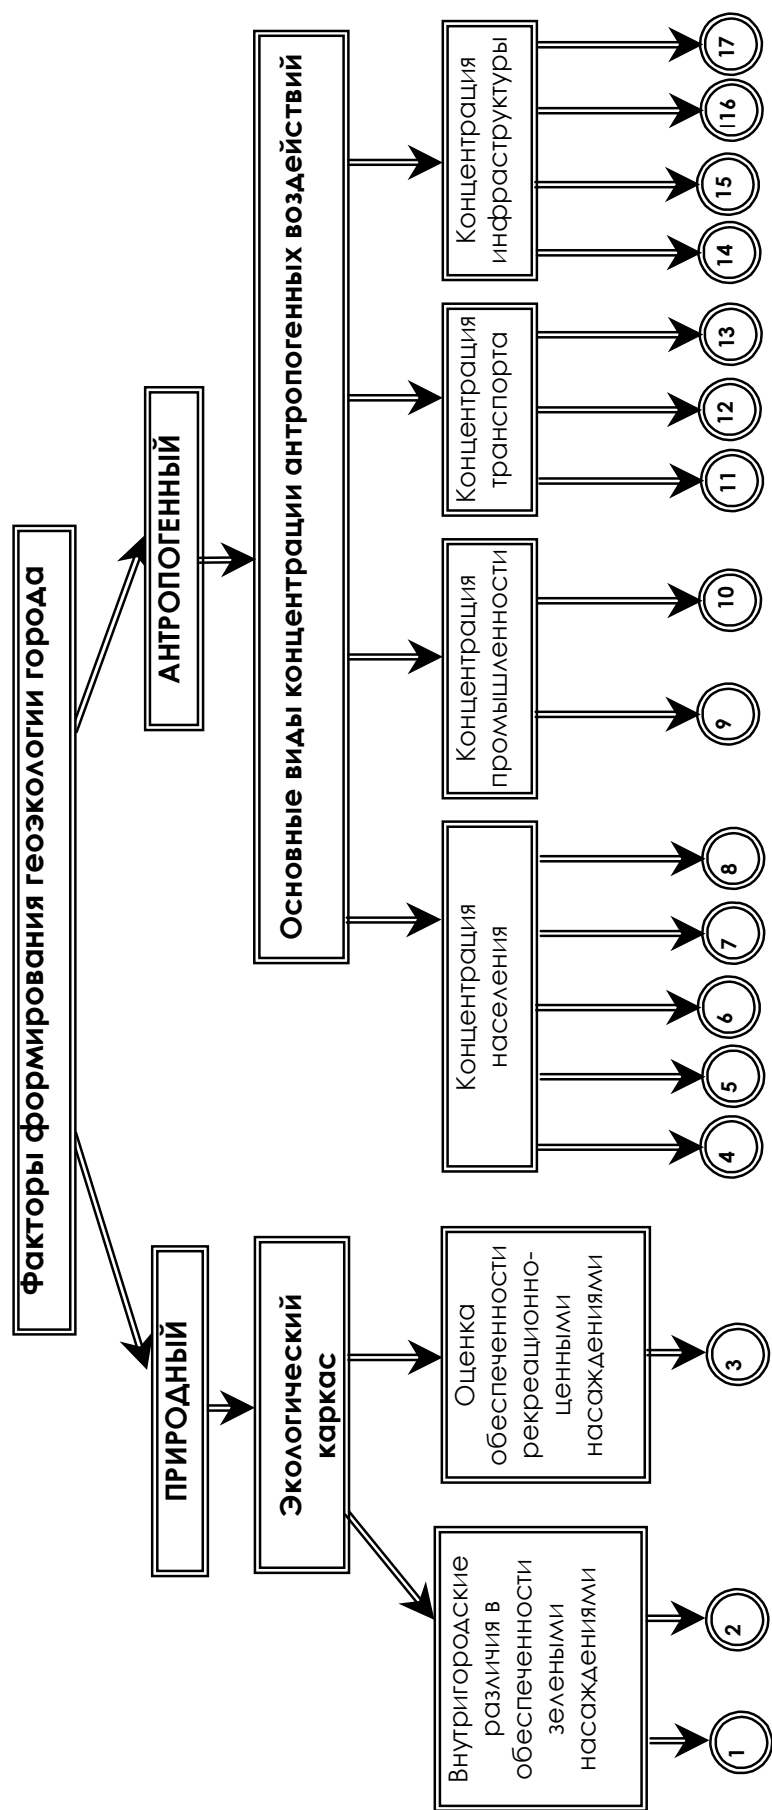 Факторы формирования геоэкологии города
ПРИРОДНЫЙ
АНТРОПОГЕННЫЙ
Экологический
каркас
Основные виды концентрации антропогенных воздействий
Внутригородские
различия в
обеспеченности
зелеными
насаждениями
Оценка
обеспеченности
рекреационно-
ценными
насаждениями
Концентрация
населения
Концентрация
промышленности
Концентрация
транспорта
Концентрация
инфраструктуры
1
2
3
4
5
6
7
8
9
10
11
12
13
14
15
I16
17